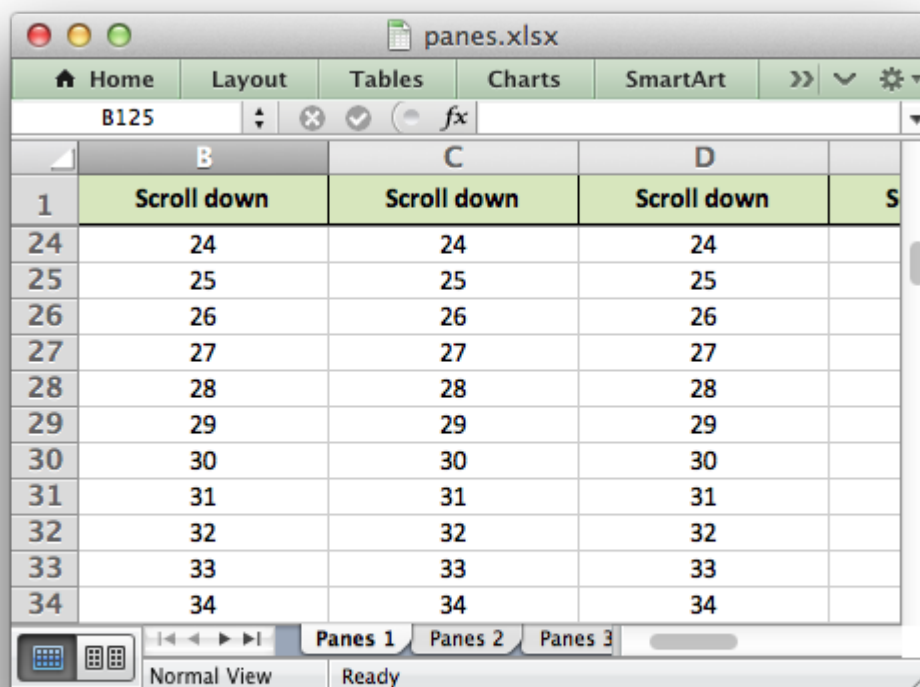 panes.xlsx
Home Layout Tables Charts SmartArt
B125 fx
B C D
1 Scroll down Scroll down Scroll down S
24 24 24 24
25 25 25 25
26 26 26 26
27 27 27 27
28 28 28 28
29 29 29 29
30 30 30 30
31 31 31 31
32 32 32 32
33 33 33 33
34 34 34 34
Panes 1 Panes 2 Panes 3
Normal View Ready